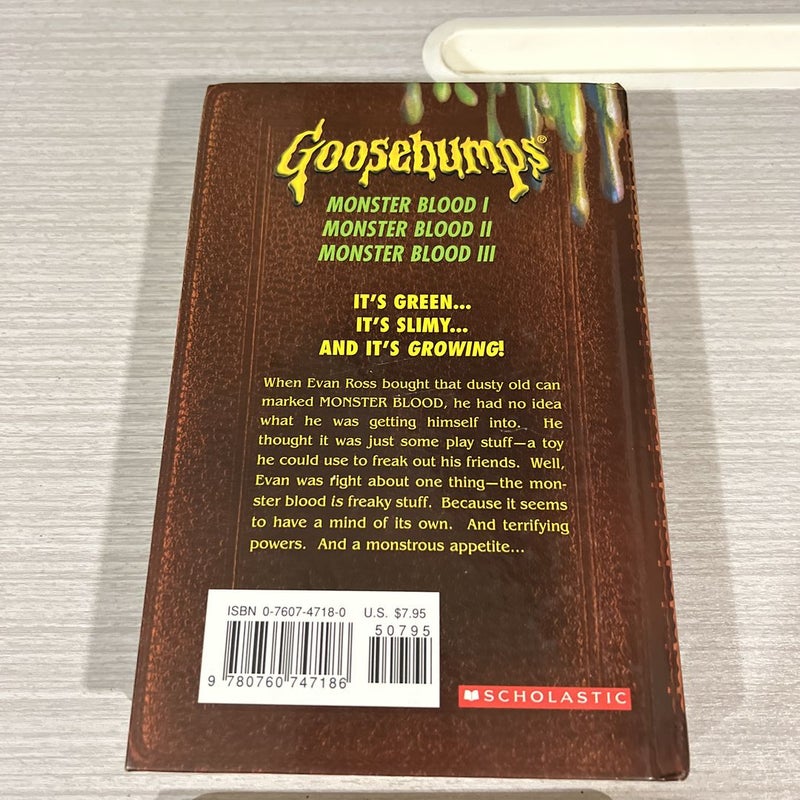 Goosebumps®
MONSTER BLOOD I
MONSTER BLOOD II
MONSTER BLOOD III
IT'S GREEN...
IT'S SLIMY...
AND IT'S GROWING!
When Evan Ross bought that dusty old can
marked MONSTER BLOOD, he had no idea
what he was getting himself into. He
thought it was just some play stuff—a toy
he could use to freak out his friends. Well,
Evan was right about one thing—the mon-
ster blood is freaky stuff. Because it seems
to have a mind of its own. And terrifying
powers. And a monstrous appetite...
ISBN 0-7607-4718-0 U.S. $7.95
50795
9 780760 747186
SCHOLASTIC